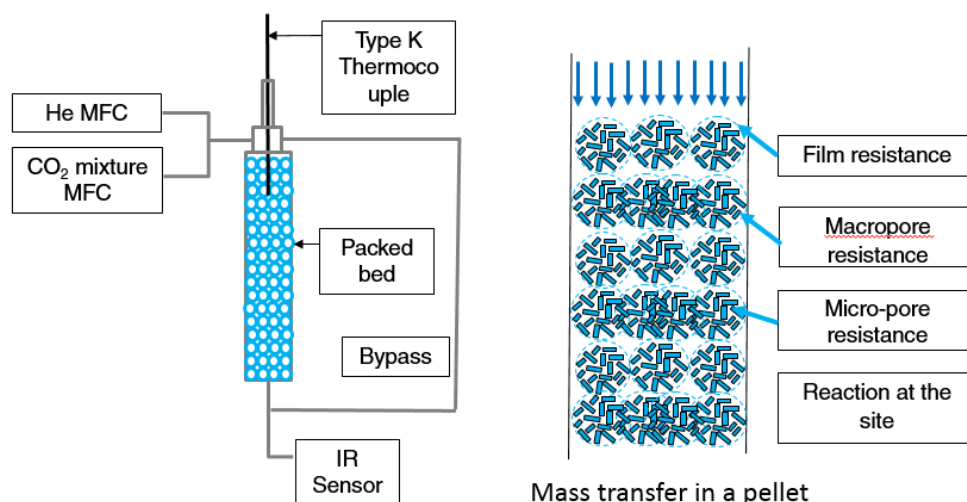 Type K
Thermoco
uple
He MFC
CO₂ mixture
MFC
Packed
bed
Bypass
IR
Sensor
Film resistance
Macropore
resistance
Micro-pore
resistance
Reaction at the
site
Mass transfer in a pellet